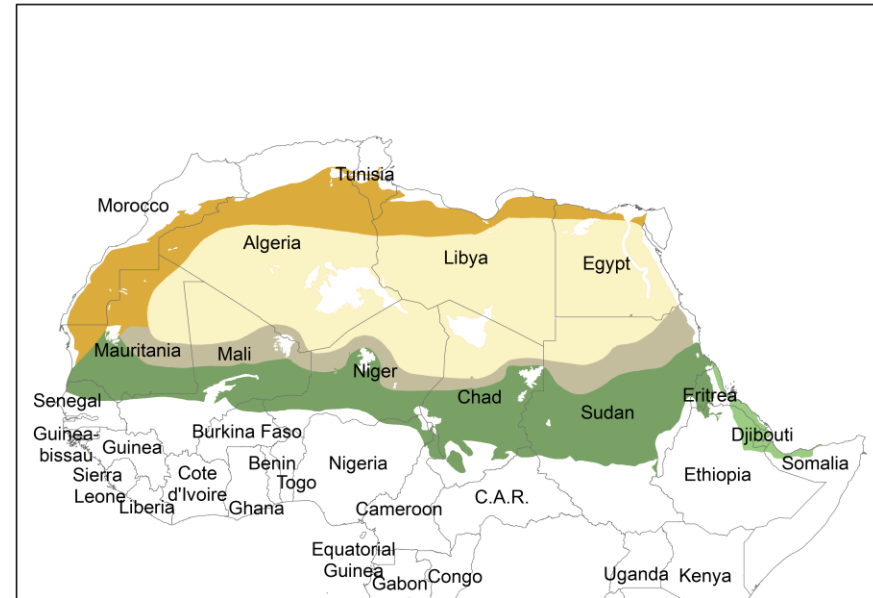 Tunisia
Morocco
Algeria
Libya
Egypt
Mauritania
Mali
Niger
Chad
Sudan
Eritrea
Senegal
Guinea-
bissau
Guinea
Burkina Faso
Djibouti
Somalia
Ethiopia
Sierra
Leone
Liberia
Cote
d'Ivoire
Ghana
Benin
Togo
Nigeria
Cameroon
C.A.R.
Equatorial
Guinea
Gabon
Congo
Uganda
Kenya